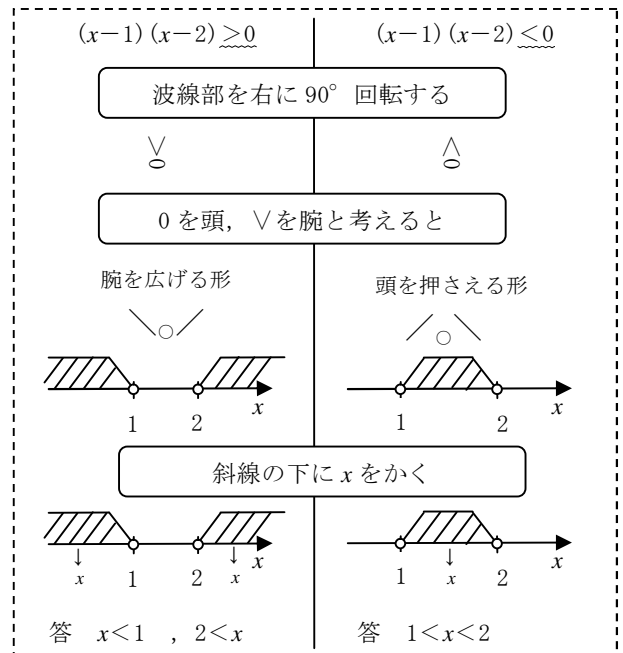 (x−1)(x−2)>0　(x−1)(x−2)<0
波線部を右に 90° 回転する
∨0　∧0
0 を頭，∨を腕と考えると
腕を広げる形　頭を押さえる形
＼○／　／○＼
1　2　x　1　2　x
斜線の下に x をかく
↓　↓　↓
x　1　2　x　x　1　x　2　x
答　x＜1　，2＜x　答　1＜x＜2